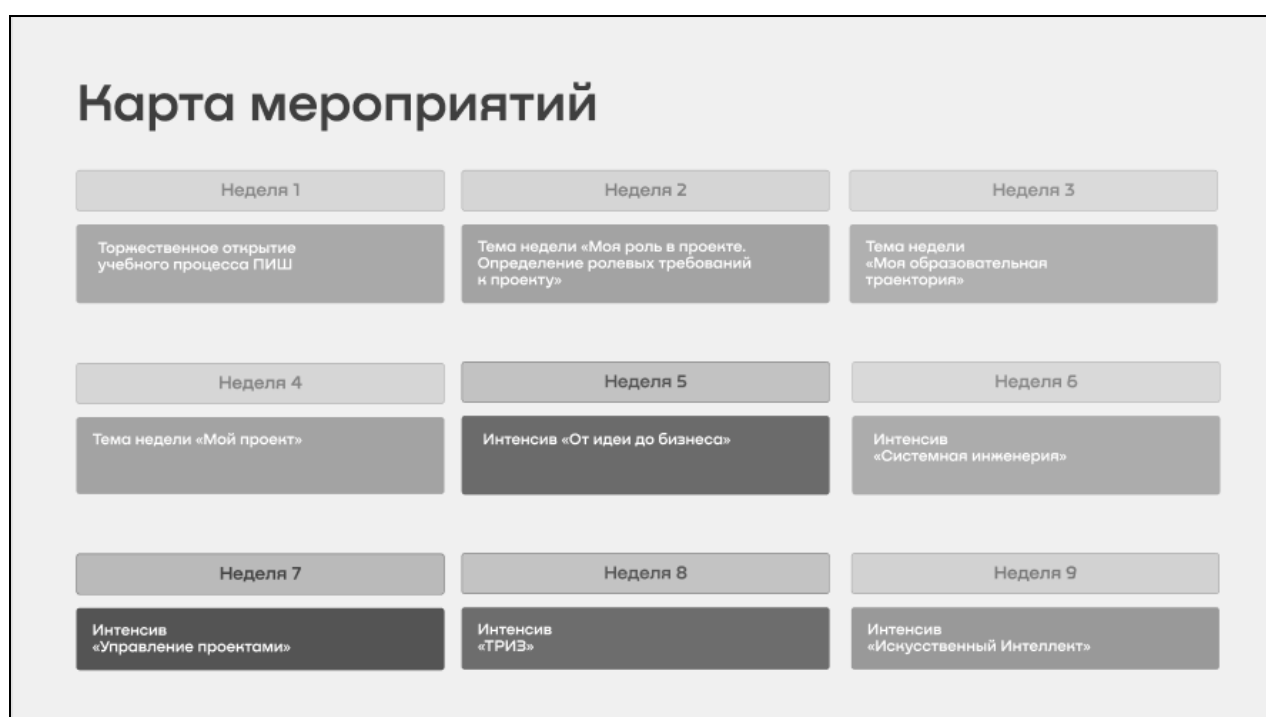 Карта мероприятий
Неделя 1
Торжественное открытие
учебного процесса ПИШ
Неделя 2
Тема недели «Моя роль в проекте.
Определение ролевых требований
к проекту»
Неделя 3
Тема недели
«Моя образовательная
траектория»
Неделя 4
Тема недели «Мой проект»
Неделя 5
Интенсив «От идеи до бизнеса»
Неделя 6
Интенсив
«Системная инженерия»
Неделя 7
Интенсив
«Управление проектами»
Неделя 8
Интенсив
«ТРИЗ»
Неделя 9
Интенсив
«Искусственный Интеллект»